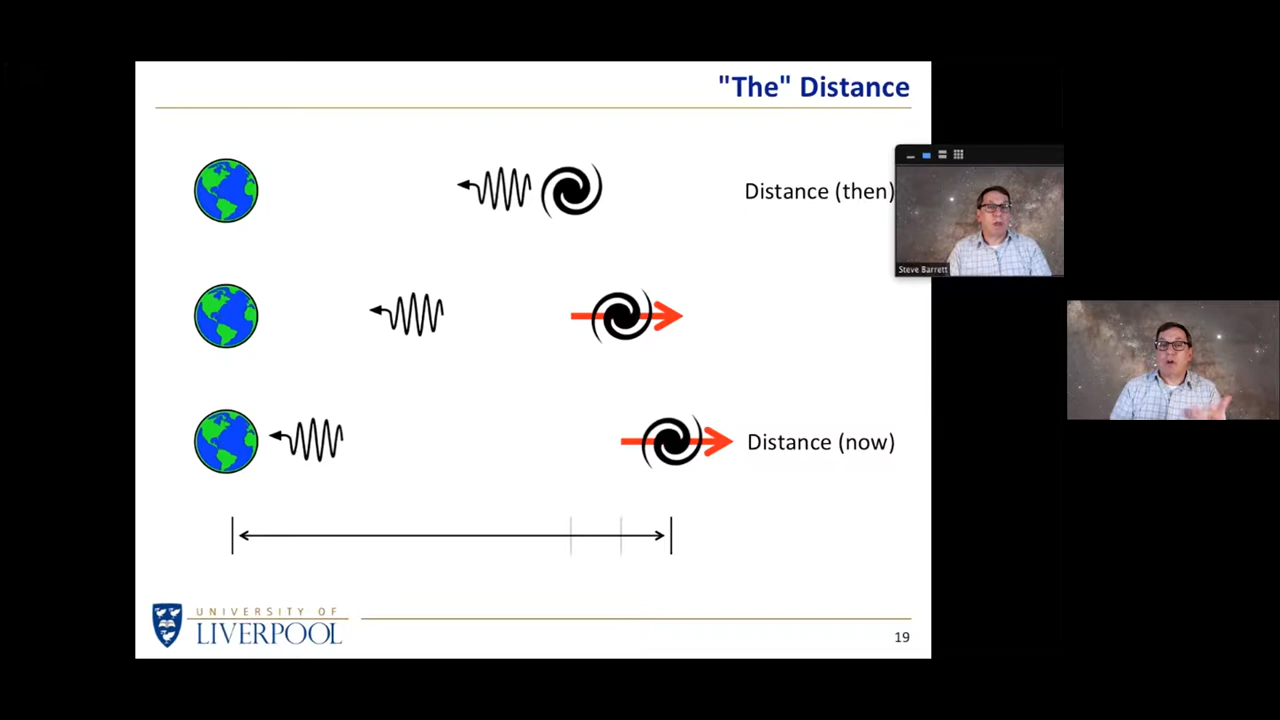 "The" Distance
Distance (then)
Steve Barrett
Distance (now)
UNIVERSITY OF
LIVERPOOL
19